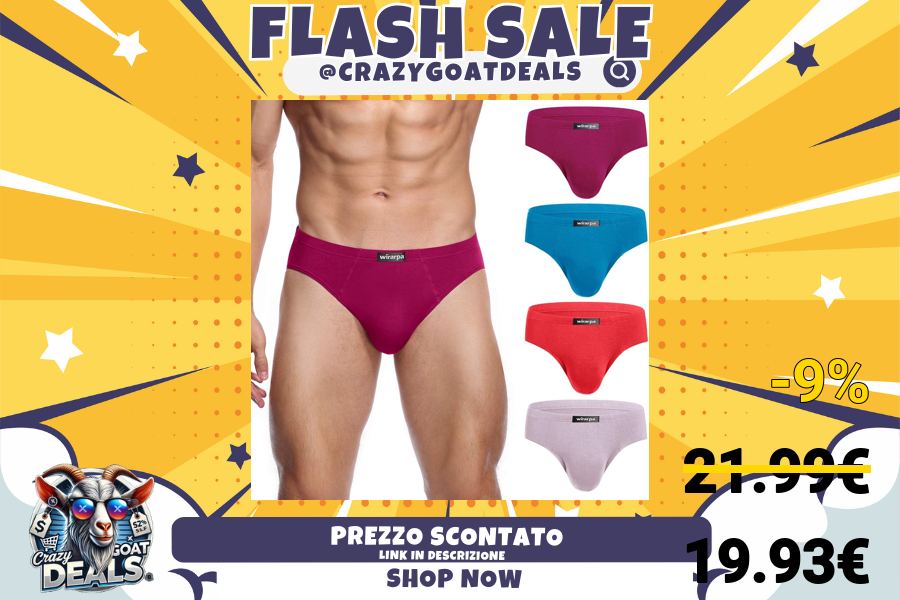 FLASH SALE
@CRAZYGOATDEALS
wirarpa
wirarpa
wirarpa
wirarpa
wirarpa
-9%
21.99€
PREZZO SCONTATO
LINK IN DESCRIZIONE
SHOP NOW
19.93€
$
52%
Crazy
GOAT
DEALS